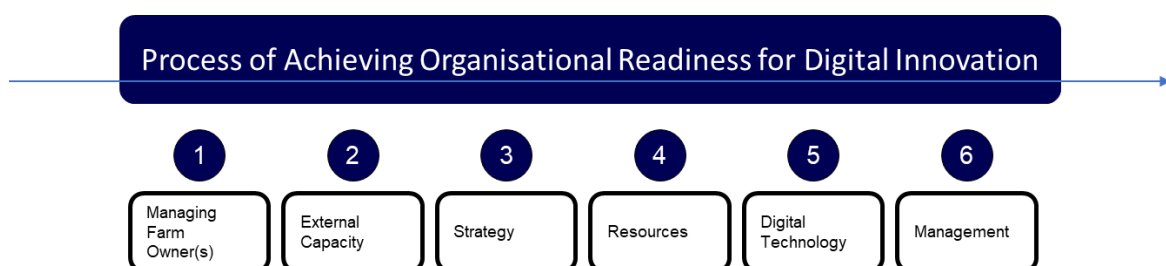 Process of Achieving Organisational Readiness for Digital Innovation
1
2
3
4
5
6
Managing
Farm
Owner(s)
External
Capacity
Strategy
Resources
Digital
Technology
Management